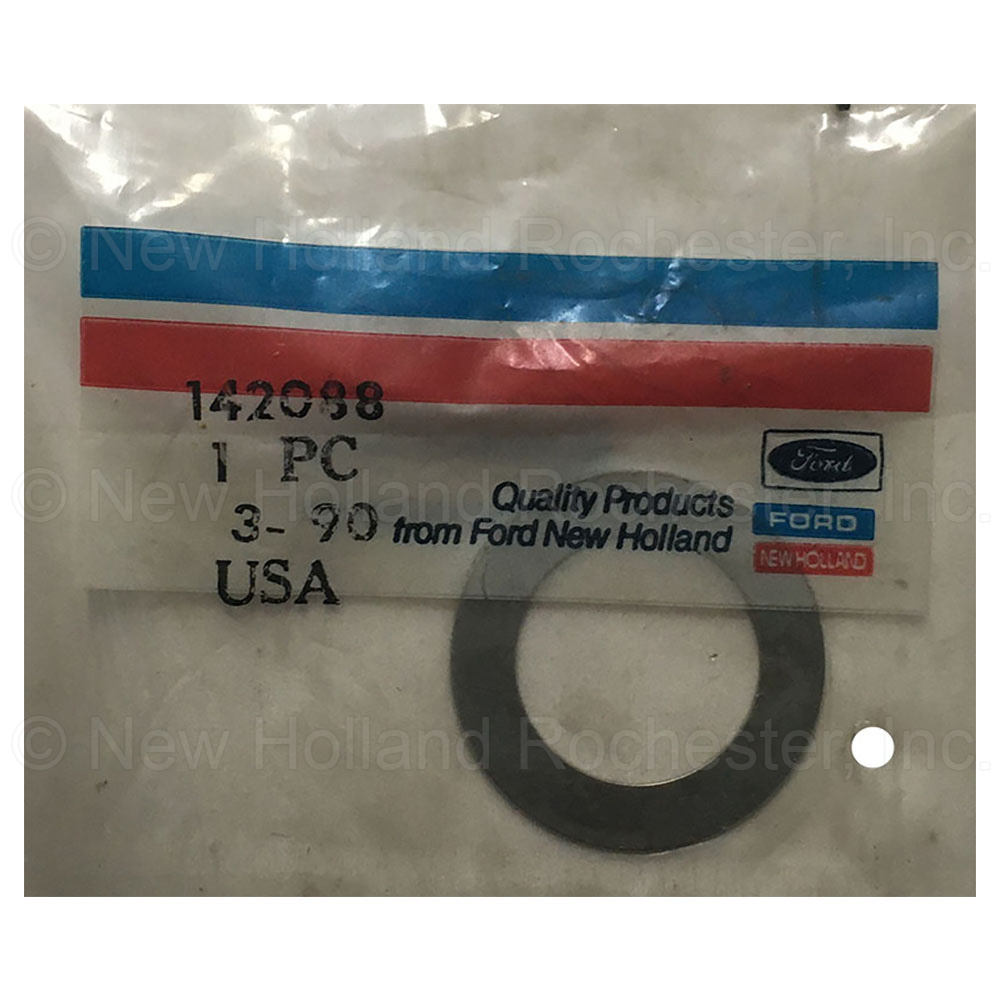 © New Holland Rochester, Inc.
142088
1 PC
3-90
USA
Quality Products
from Ford New Holland
Ford
FORD
NEW HOLLAND
© New Holland Rochester, Inc.
© New Holland Rochester, Inc.